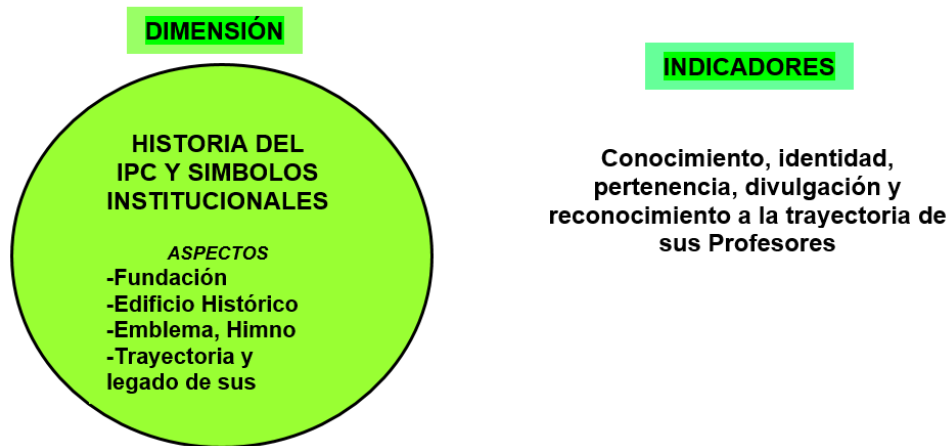 DIMENSIÓN
HISTORIA DEL
IPC Y SIMBOLOS
INSTITUCIONALES
ASPECTOS
-Fundación
-Edificio Histórico
-Emblema, Himno
-Trayectoria y
legado de sus
INDICADORES
Conocimiento, identidad,
pertenencia, divulgación y
reconocimiento a la trayectoria de
sus Profesores